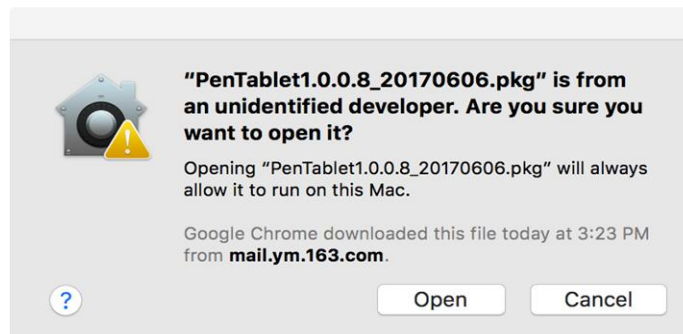 “PenTablet1.0.0.8_20170606.pkg” is from
an unidentified developer. Are you sure you
want to open it?
Opening “PenTablet1.0.0.8_20170606.pkg” will always
allow it to run on this Mac.
Google Chrome downloaded this file today at 3:23 PM
from mail.ym.163.com.
?
Open
Cancel